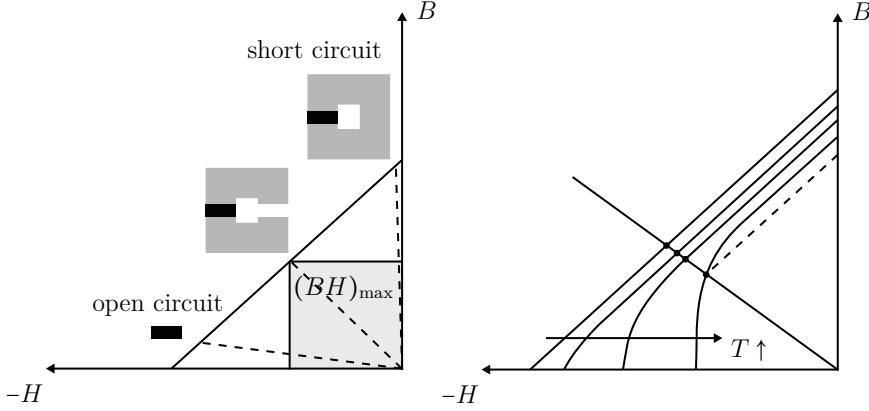 B
short circuit
(BH)max
open circuit
–H
B
T ↑
–H